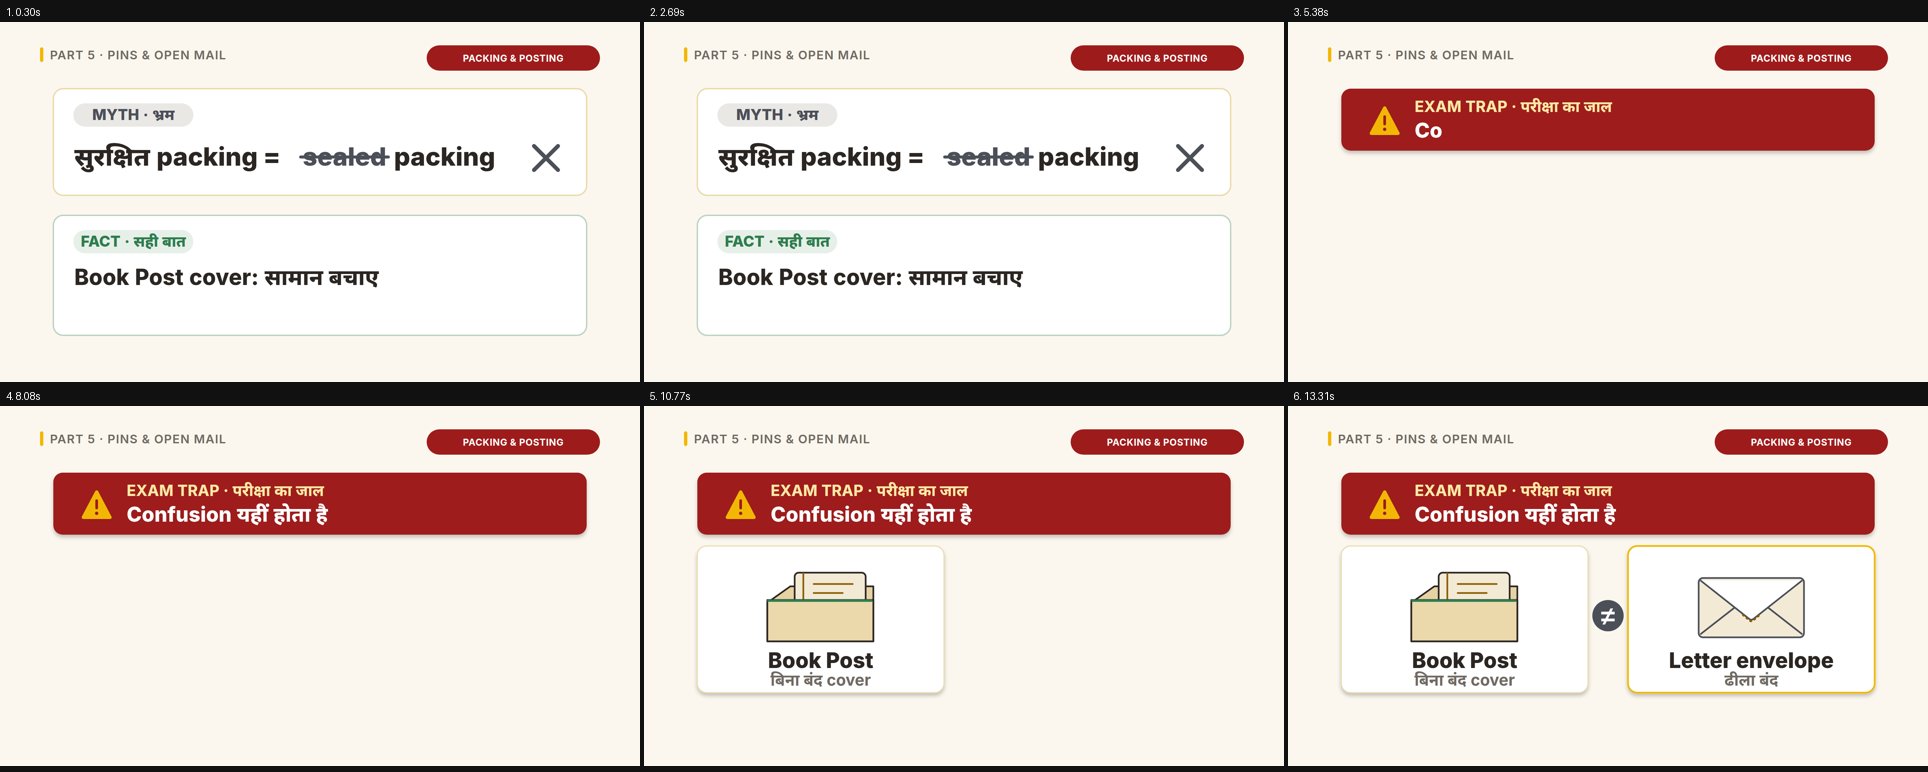 1. 0.30s
PART 5 · PINS & OPEN MAIL
PACKING & POSTING
MYTH · भ्रम
सुरक्षित packing = sealed packing
FACT · सही बात
Book Post cover: सामान बचाए
2. 2.69s
PART 5 · PINS & OPEN MAIL
PACKING & POSTING
MYTH · भ्रम
सुरक्षित packing = sealed packing
FACT · सही बात
Book Post cover: सामान बचाए
3. 5.38s
PART 5 · PINS & OPEN MAIL
PACKING & POSTING
EXAM TRAP · परीक्षा का जाल
Co
4. 8.08s
PART 5 · PINS & OPEN MAIL
PACKING & POSTING
EXAM TRAP · परीक्षा का जाल
Confusion यहीं होता है
5. 10.77s
PART 5 · PINS & OPEN MAIL
PACKING & POSTING
EXAM TRAP · परीक्षा का जाल
Confusion यहीं होता है
Book Post
बिना बंद cover
6. 13.31s
PART 5 · PINS & OPEN MAIL
PACKING & POSTING
EXAM TRAP · परीक्षा का जाल
Confusion यहीं होता है
Book Post
बिना बंद cover
≠
Letter envelope
ढीला बंद